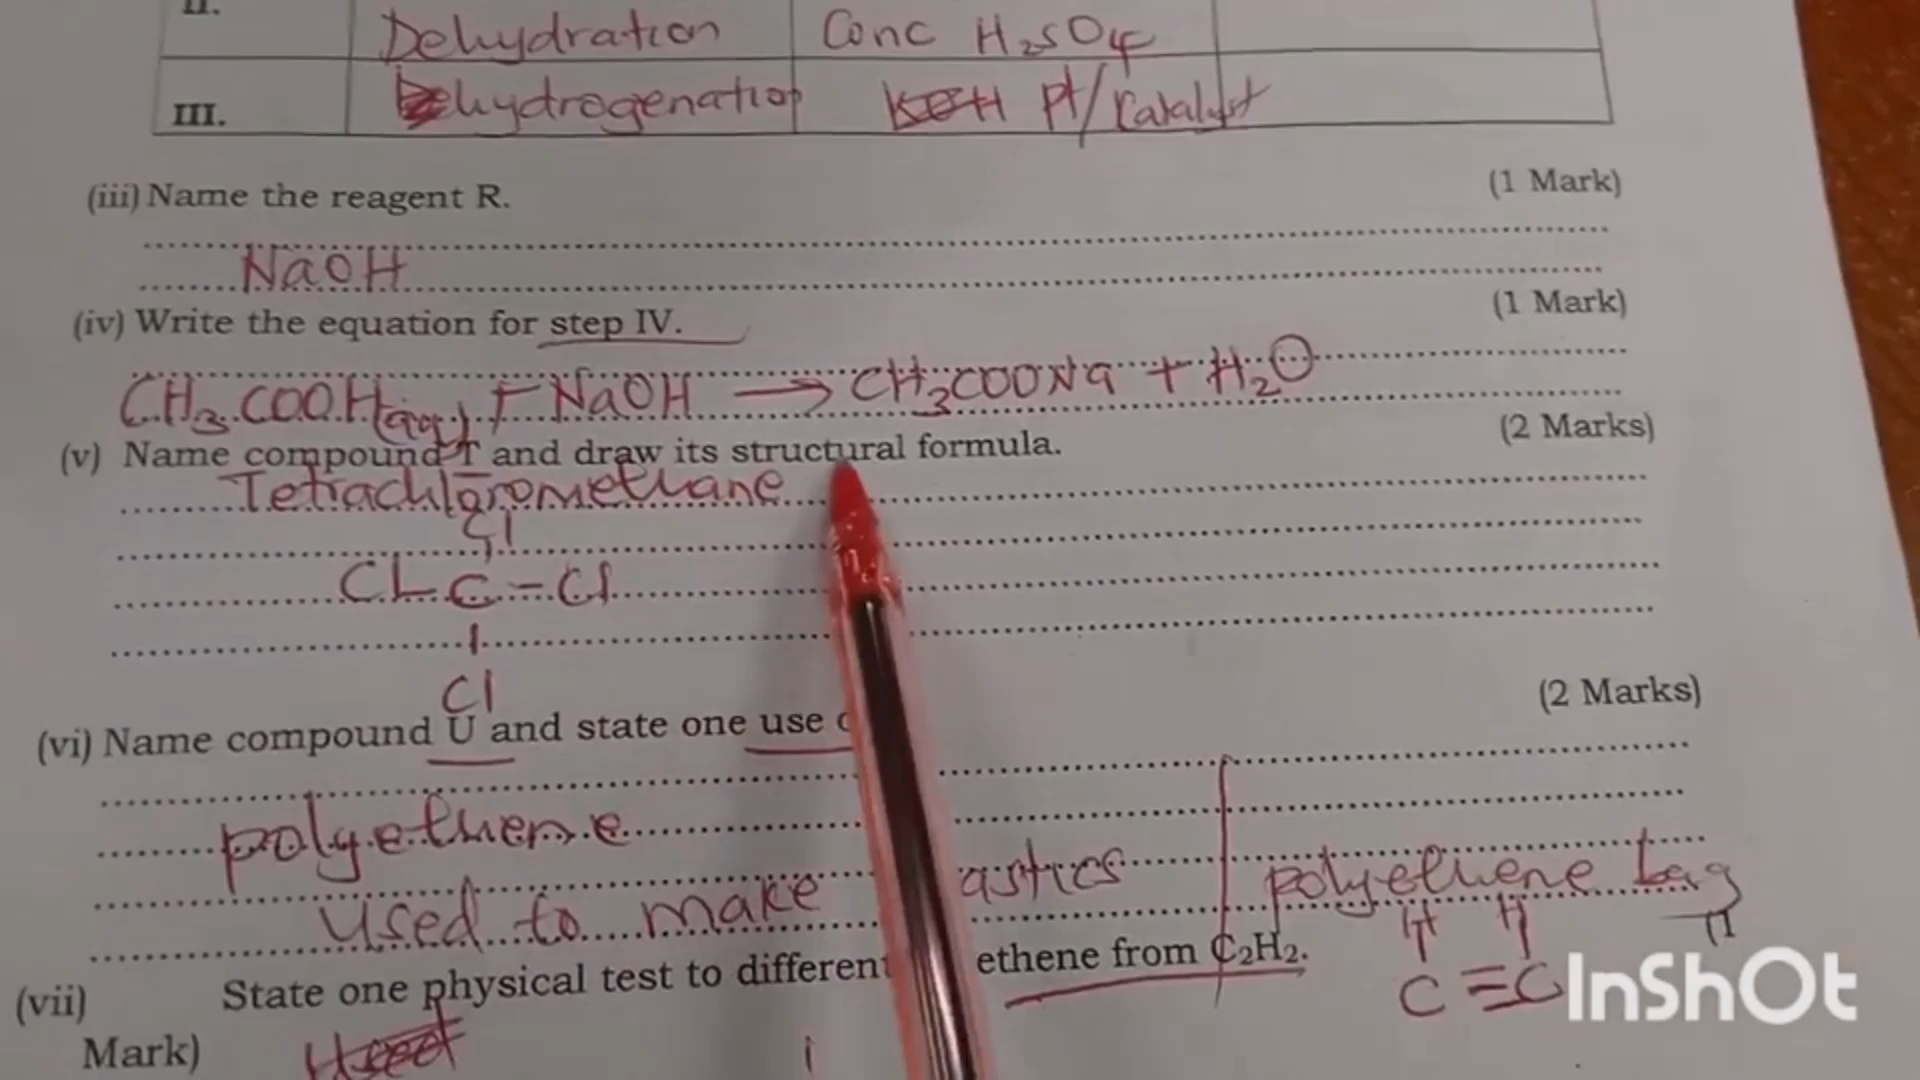 II. Dehydration Conc H₂SO₄
III. hydrogenation Pt/Catalyst
(iii) Name the reagent R. (1 Mark)
NaOH
(iv) Write the equation for step IV. (1 Mark)
CH₃COOH(aq) + NaOH → CH₃COONa + H₂O
(v) Name compound T and draw its structural formula. (2 Marks)
Tetrachloromethane
Cl
Cl-C-Cl
Cl
(vi) Name compound U and state one use (2 Marks)
polyethene
used to make astics polyethene bag
H H
C=C
(vii) State one physical test to different ethene from C₂H₂.
Mark)
InShOt